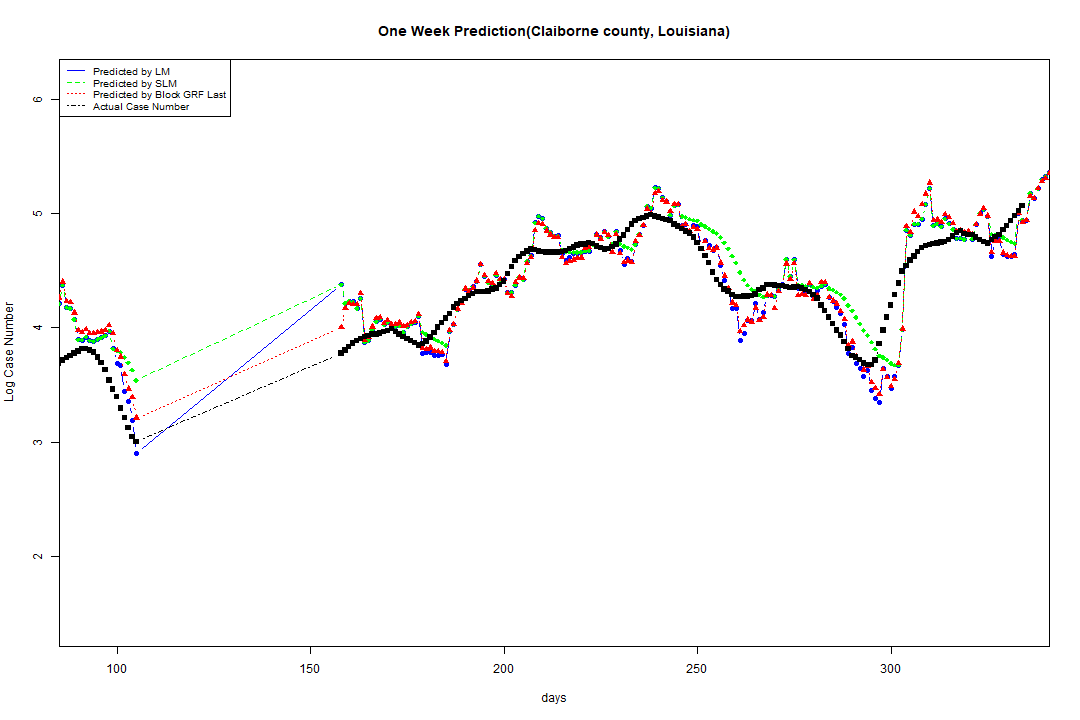 One Week Prediction(Claiborne county, Louisiana)
Predicted by LM
Predicted by SLM
Predicted by Block GRF Last
Actual Case Number
6
5
4
3
2
Log Case Number
100 150 200 250 300
days